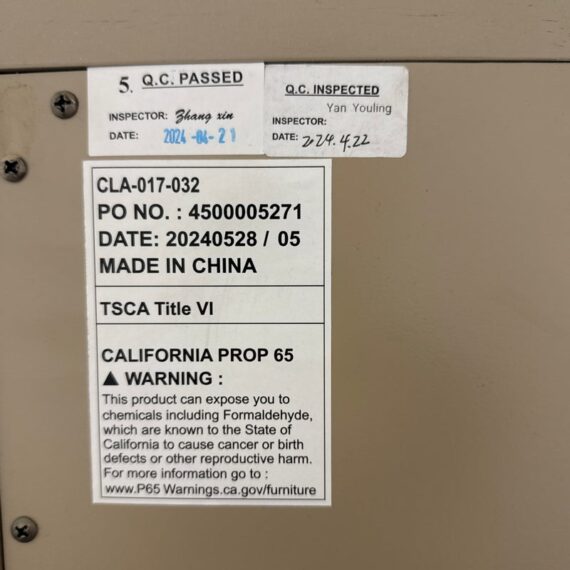 5. Q.C. PASSED
INSPECTOR: Zhang xin
DATE: 2024-04-21
Q.C. INSPECTED
Yan Youling
INSPECTOR:
DATE: 2024.4.22
CLA-017-032
PO NO. : 4500005271
DATE: 20240528 / 05
MADE IN CHINA
TSCA Title VI
CALIFORNIA PROP 65
▲ WARNING :
This product can expose you to
chemicals including Formaldehyde,
which are known to the State of
California to cause cancer or birth
defects or other reproductive harm.
For more information go to :
www.P65 Warnings.ca.gov/furniture